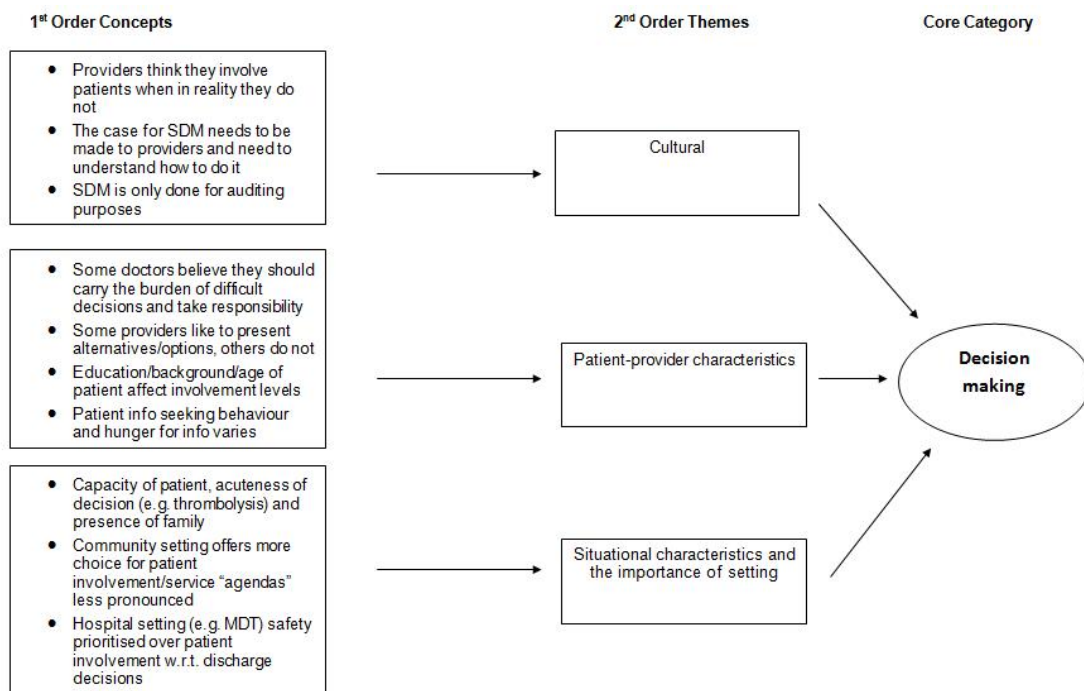 1st Order Concepts
2nd Order Themes
Core Category
● Providers think they involve
patients when in reality they do
not
● The case for SDM needs to be
made to providers and need to
understand how to do it
● SDM is only done for auditing
purposes
Cultural
● Some doctors believe they should
carry the burden of difficult
decisions and take responsibility
● Some providers like to present
alternatives/options, others do not
● Education/background/age of
patient affect involvement levels
● Patient info seeking behaviour
and hunger for info varies
Patient-provider characteristics
Decision
making
● Capacity of patient, acuteness of
decision (e.g. thrombolysis) and
presence of family
● Community setting offers more
choice for patient
involvement/service “agendas”
less pronounced
● Hospital setting (e.g. MDT) safety
prioritised over patient
involvement w.r.t. discharge
decisions
Situational characteristics and
the importance of setting